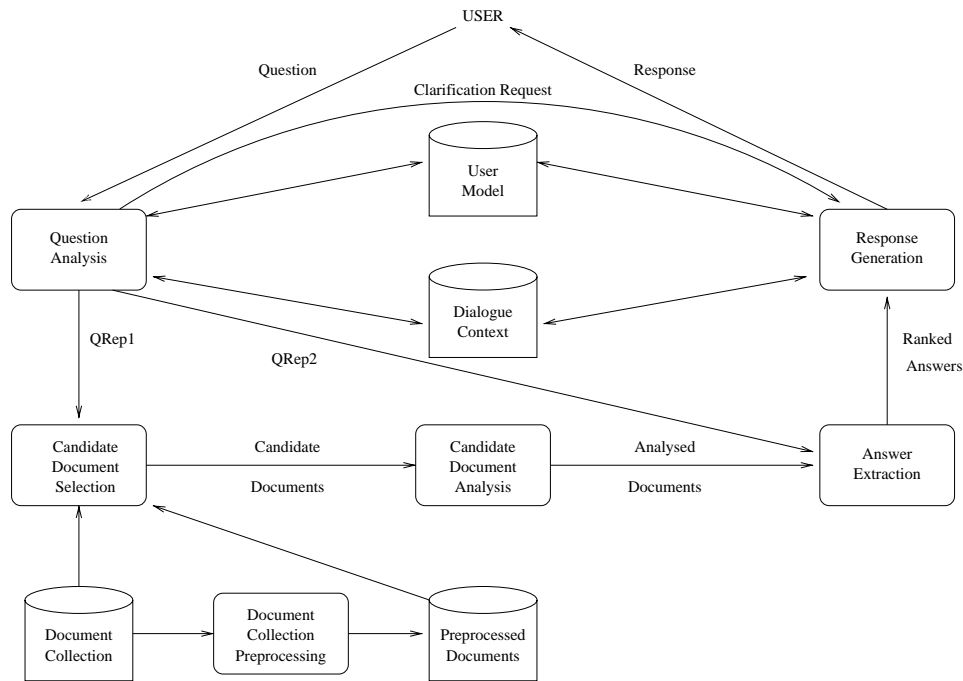 USER
Question
Response
Clarification Request
User
Model
Question
Analysis
Response
Generation
Dialogue
Context
QRep1
QRep2
Ranked
Answers
Candidate
Document
Selection
Candidate
Documents
Candidate
Document
Analysis
Analysed
Documents
Answer
Extraction
Document
Collection
Document
Collection
Preprocessing
Preprocessed
Documents